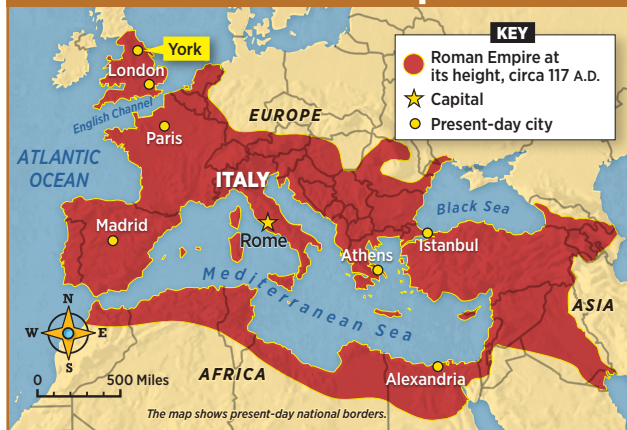 KEY
Roman Empire at
its height, circa 117 A.D.
Capital
Present-day city
York
London
English Channel
Paris
EUROPE
ATLANTIC
OCEAN
ITALY
Black Sea
Madrid
Rome
Athens
Istanbul
Mediterranean Sea
ASIA
N
W
E
S
0
500 Miles
AFRICA
Alexandria
The map shows present-day national borders.